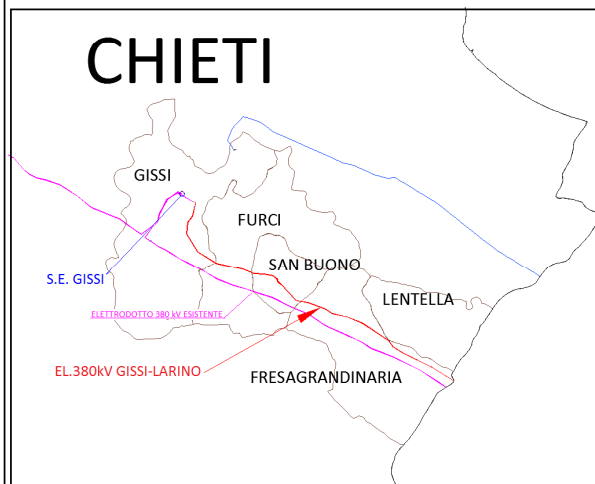 CHIETI
GISSI
FURCI
SAN BUONO
S.E. GISSI
LENTELLA
ELETTRODOTTO 380 kV ESISTENTE
EL.380kV GISSI-LARINO
FRESAGRANDINARIA